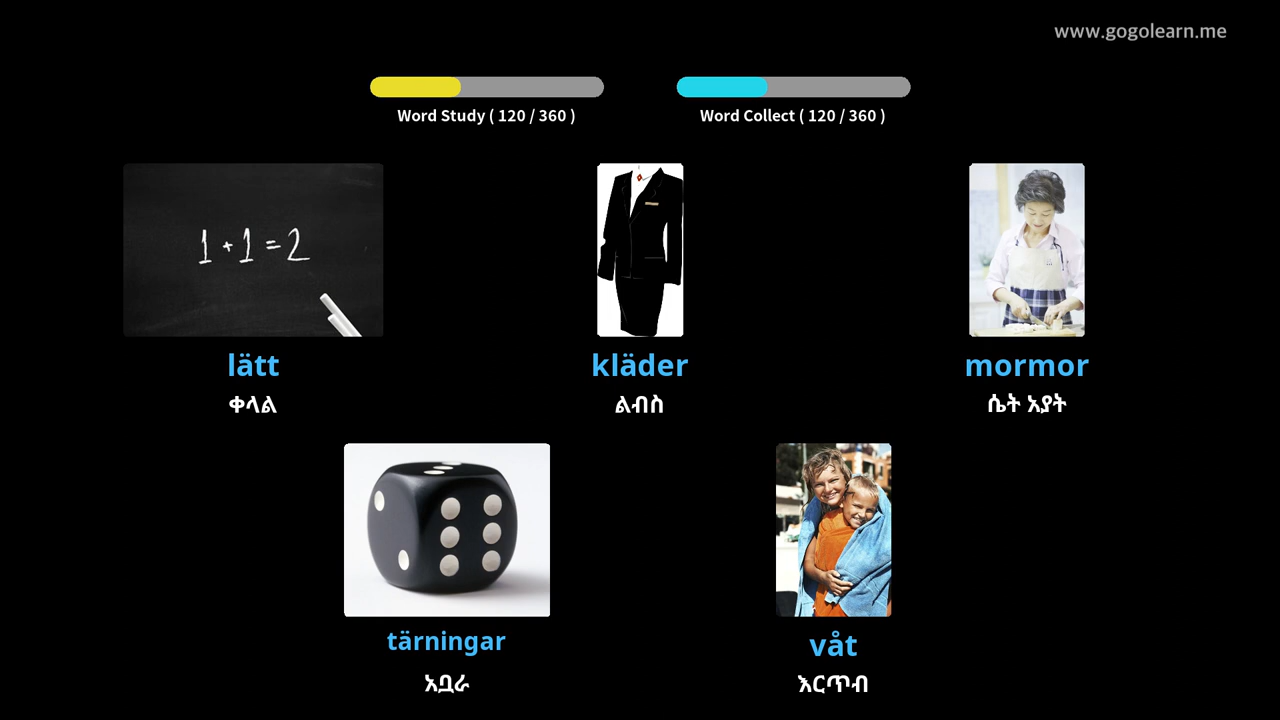 www.gogolearn.me
Word Study ( 120 / 360 )
Word Collect ( 120 / 360 )
1 + 1 = 2
lätt
ቀላል
kläder
ልብስ
mormor
ሴት አያት
tärningar
አቧራ
våt
እርጥብ